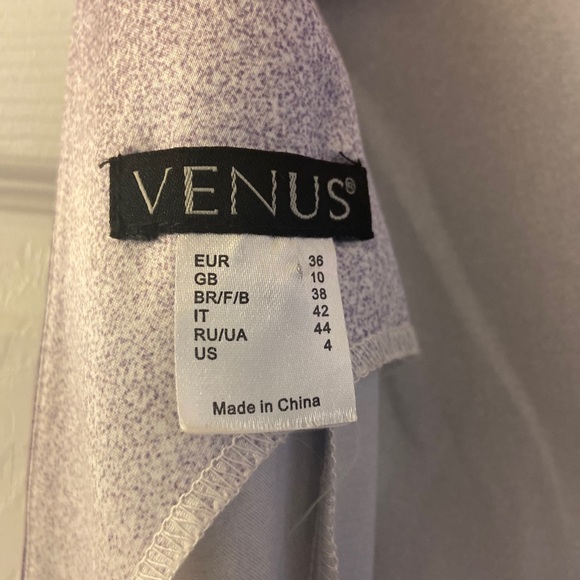 VENUS®
EUR 36
GB 10
BR/F/B 38
IT 42
RU/UA 44
US 4
Made in China